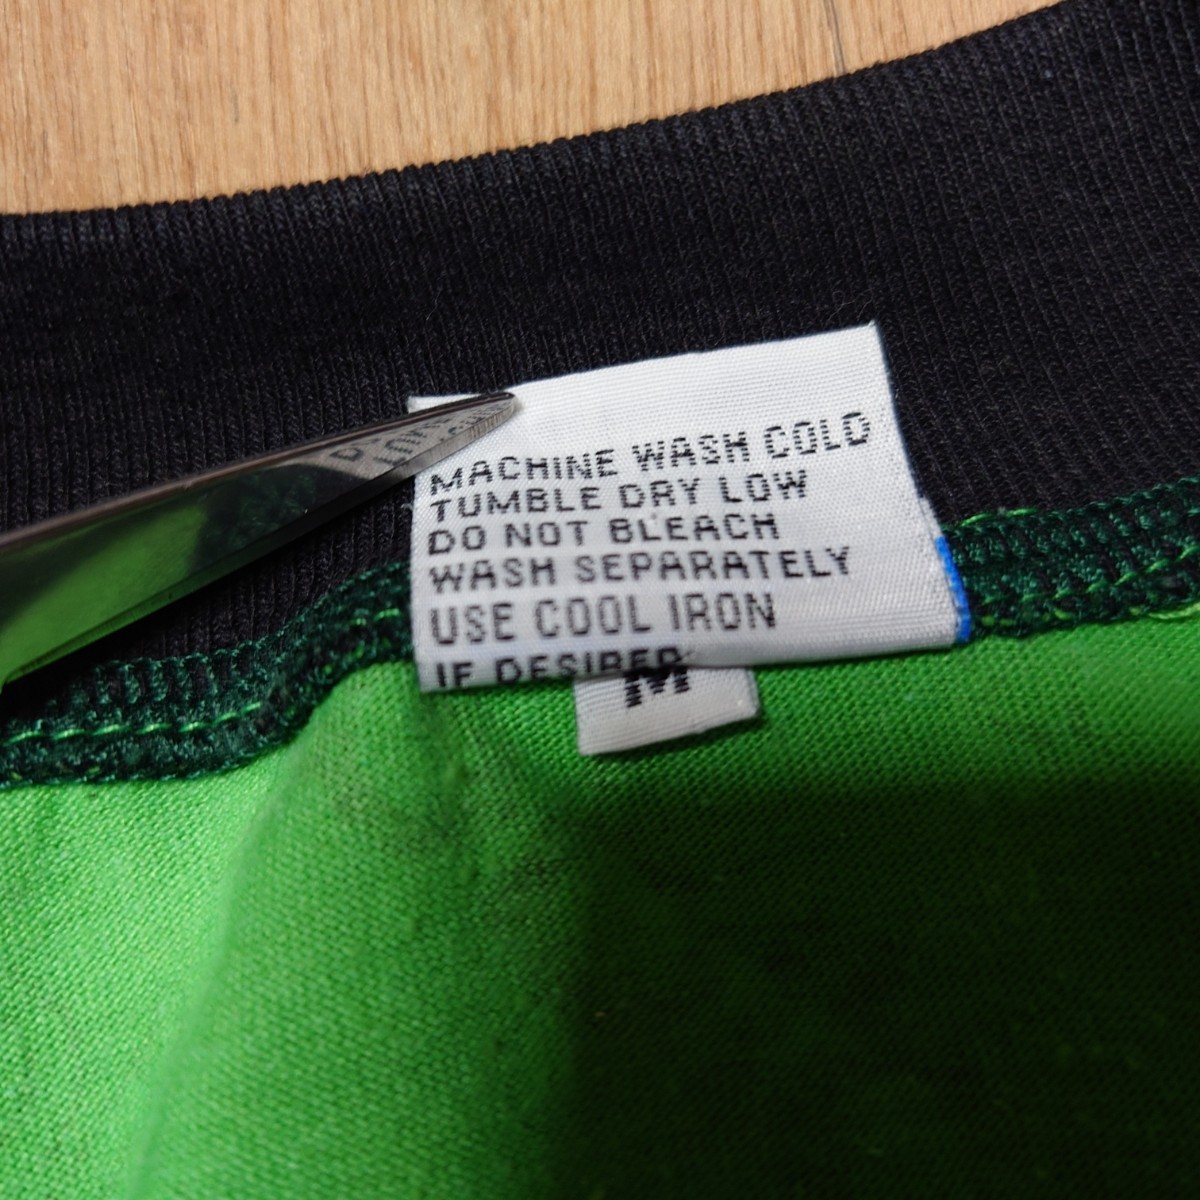 MACHINE WASH COLD
TUMBLE DRY LOW
DO NOT BLEACH
WASH SEPARATELY
USE COOL IRON
IF DESIRED
M